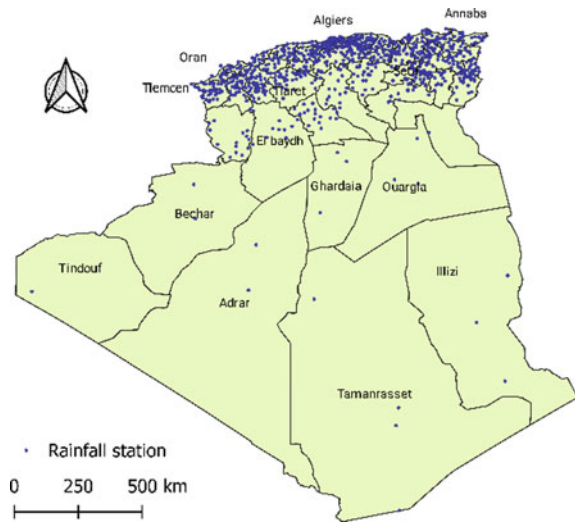 Algiers
Annaba
Oran
Setif
Tlemcen
Tiaret
El baydh
Ghardaia
Ouargla
Bechar
Tindouf
Illizi
Adrar
Tamanrasset
Rainfall station
0 250 500 km